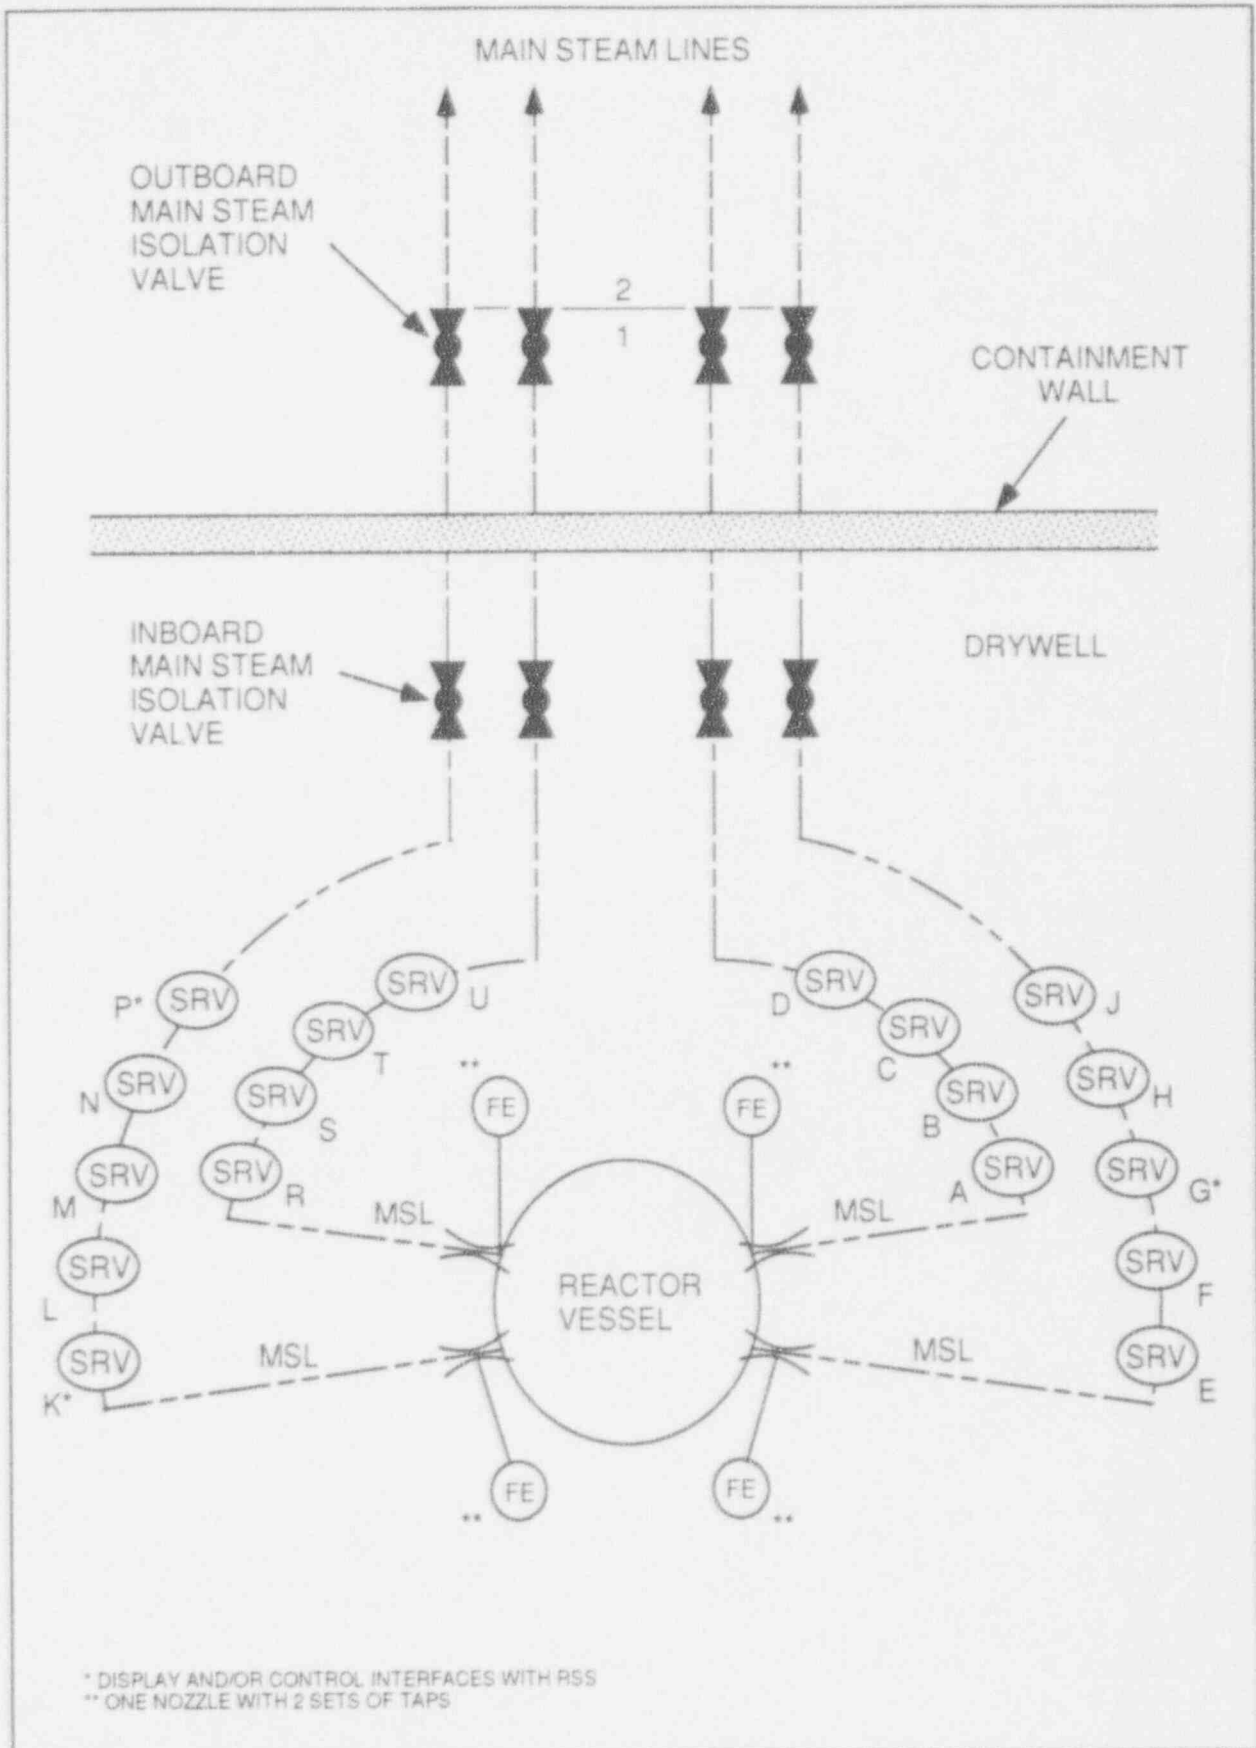 MAIN STEAM LINES
OUTBOARD
MAIN STEAM
ISOLATION
VALVE
2
1
CONTAINMENT
WALL
INBOARD
MAIN STEAM
ISOLATION
VALVE
DRYWELL
P*
SRV
SRV
U
D
SRV
SRV
J
SRV
T
SRV
C
N
SRV
SRV
S
**
FE
**
FE
SRV
B
SRV
H
M
SRV
SRV
R
MSL
MSL
A
SRV
SRV
G*
SRV
L
REACTOR
VESSEL
SRV
F
SRV
K*
MSL
MSL
SRV
E
FE
**
FE
**
* DISPLAY AND/OR CONTROL INTERFACES WITH RSS
** ONE NOZZLE WITH 2 SETS OF TAPS